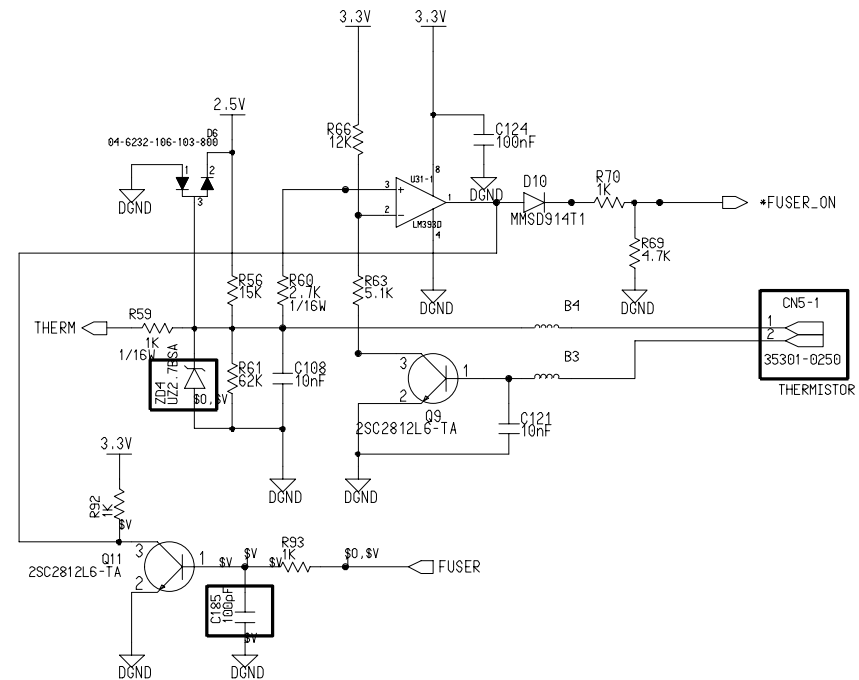 3.3V
3.3V
2.5V
D6
04-6232-106-103-800
1
2
3
DGND
R66
12K
C124
100nF
DGND
8
U31-1
3
+
2
-
1
LM393D
4
DGND
D10
MMSD914T1
R70
1K
*FUSER_ON
R69
4.7K
DGND
R56
15K
R60
2.7K
1/16W
R63
5.1K
B4
CN5-1
1
2
35301-0250
THERMISTOR
THERM
R59
1K
1/16W
B3
ZD4
UZ2.7BSA
$O,$V
R61
62K
C108
10nF
3
1
2
Q9
2SC2812L6-TA
C121
10nF
DGND
DGND
3.3V
R92
1K
$V
Q11
2SC2812L6-TA
3
1
2
$V
$V
$V
R93
1K
$O,$V
FUSER
C185
100pF
$V
DGND
DGND